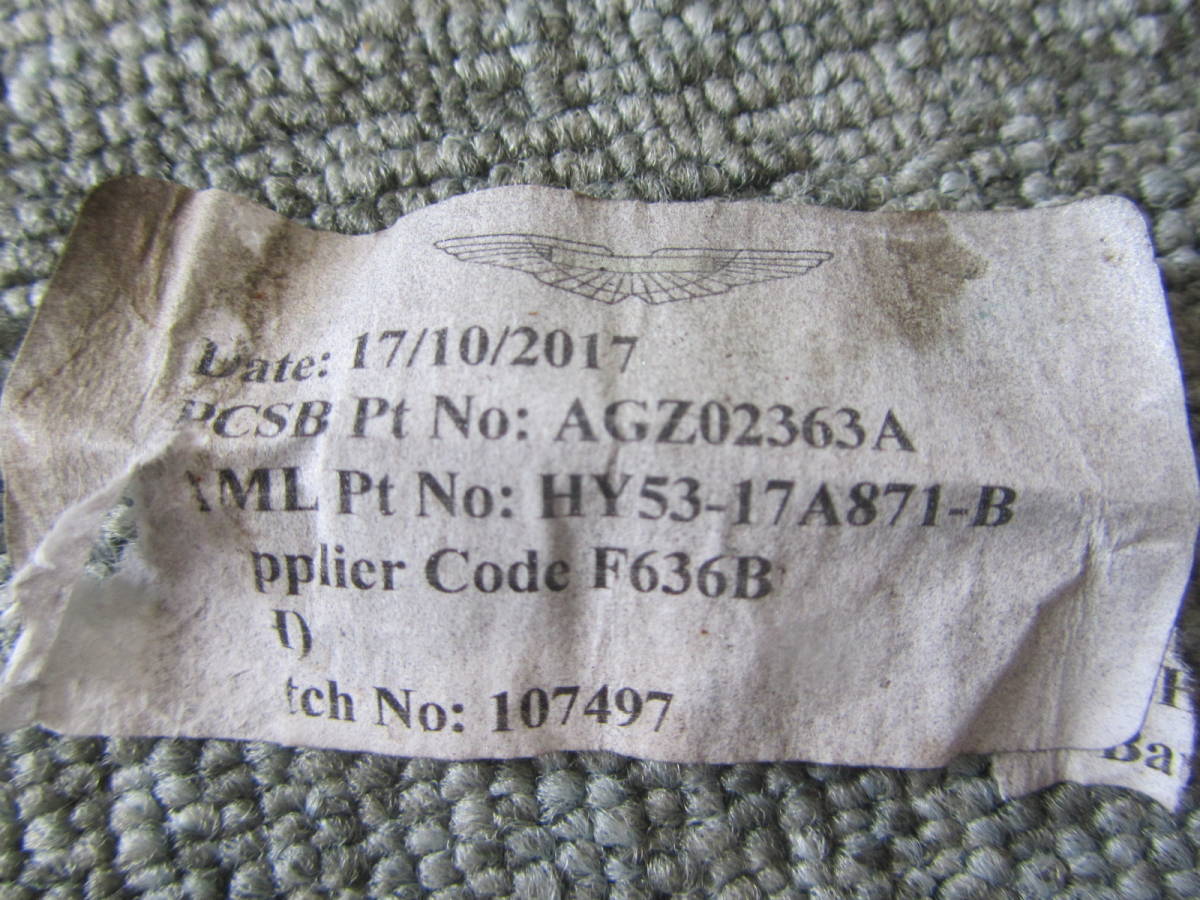 Date: 17/10/2017
PCSB Pt No: AGZ02363A
AML Pt No: HY53-17A871-B
pplier Code F636B
tch No: 107497
H
Ba